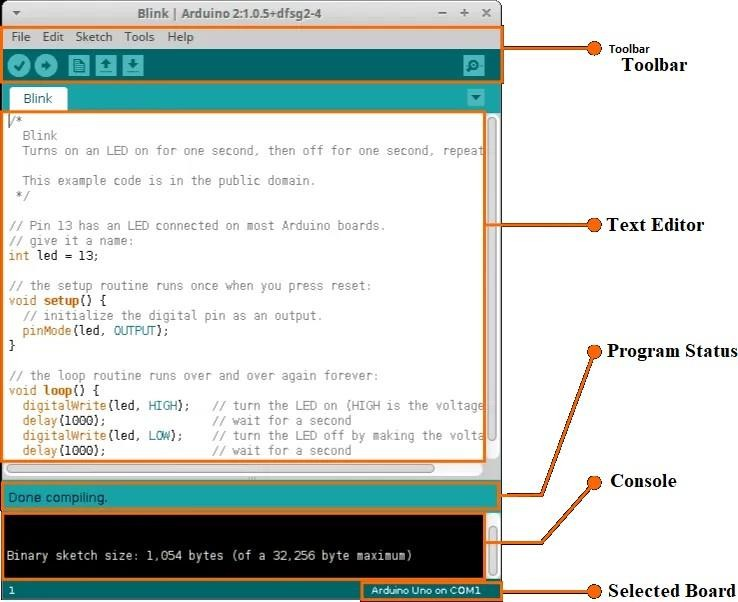 Blink | Arduino 2:1.0.5+dfsg2-4
File Edit Sketch Tools Help
Toolbar
Toolbar
Blink
/*
Blink
Turns on an LED on for one second, then off for one second, repeat
This example code is in the public domain.
*/
// Pin 13 has an LED connected on most Arduino boards.
// give it a name:
int led = 13;
Text Editor
// the setup routine runs once when you press reset:
void setup() {
// initialize the digital pin as an output.
pinMode(led, OUTPUT);
}
Program Status
// the loop routine runs over and over again forever:
void loop() {
digitalWrite(led, HIGH); // turn the LED on (HIGH is the voltage
delay(1000); // wait for a second
digitalWrite(led, LOW); // turn the LED off by making the volta
delay(1000); // wait for a second
Console
Done compiling.
Binary sketch size: 1,054 bytes (of a 32,256 byte maximum)
1 Arduino Uno on COM1
Selected Board